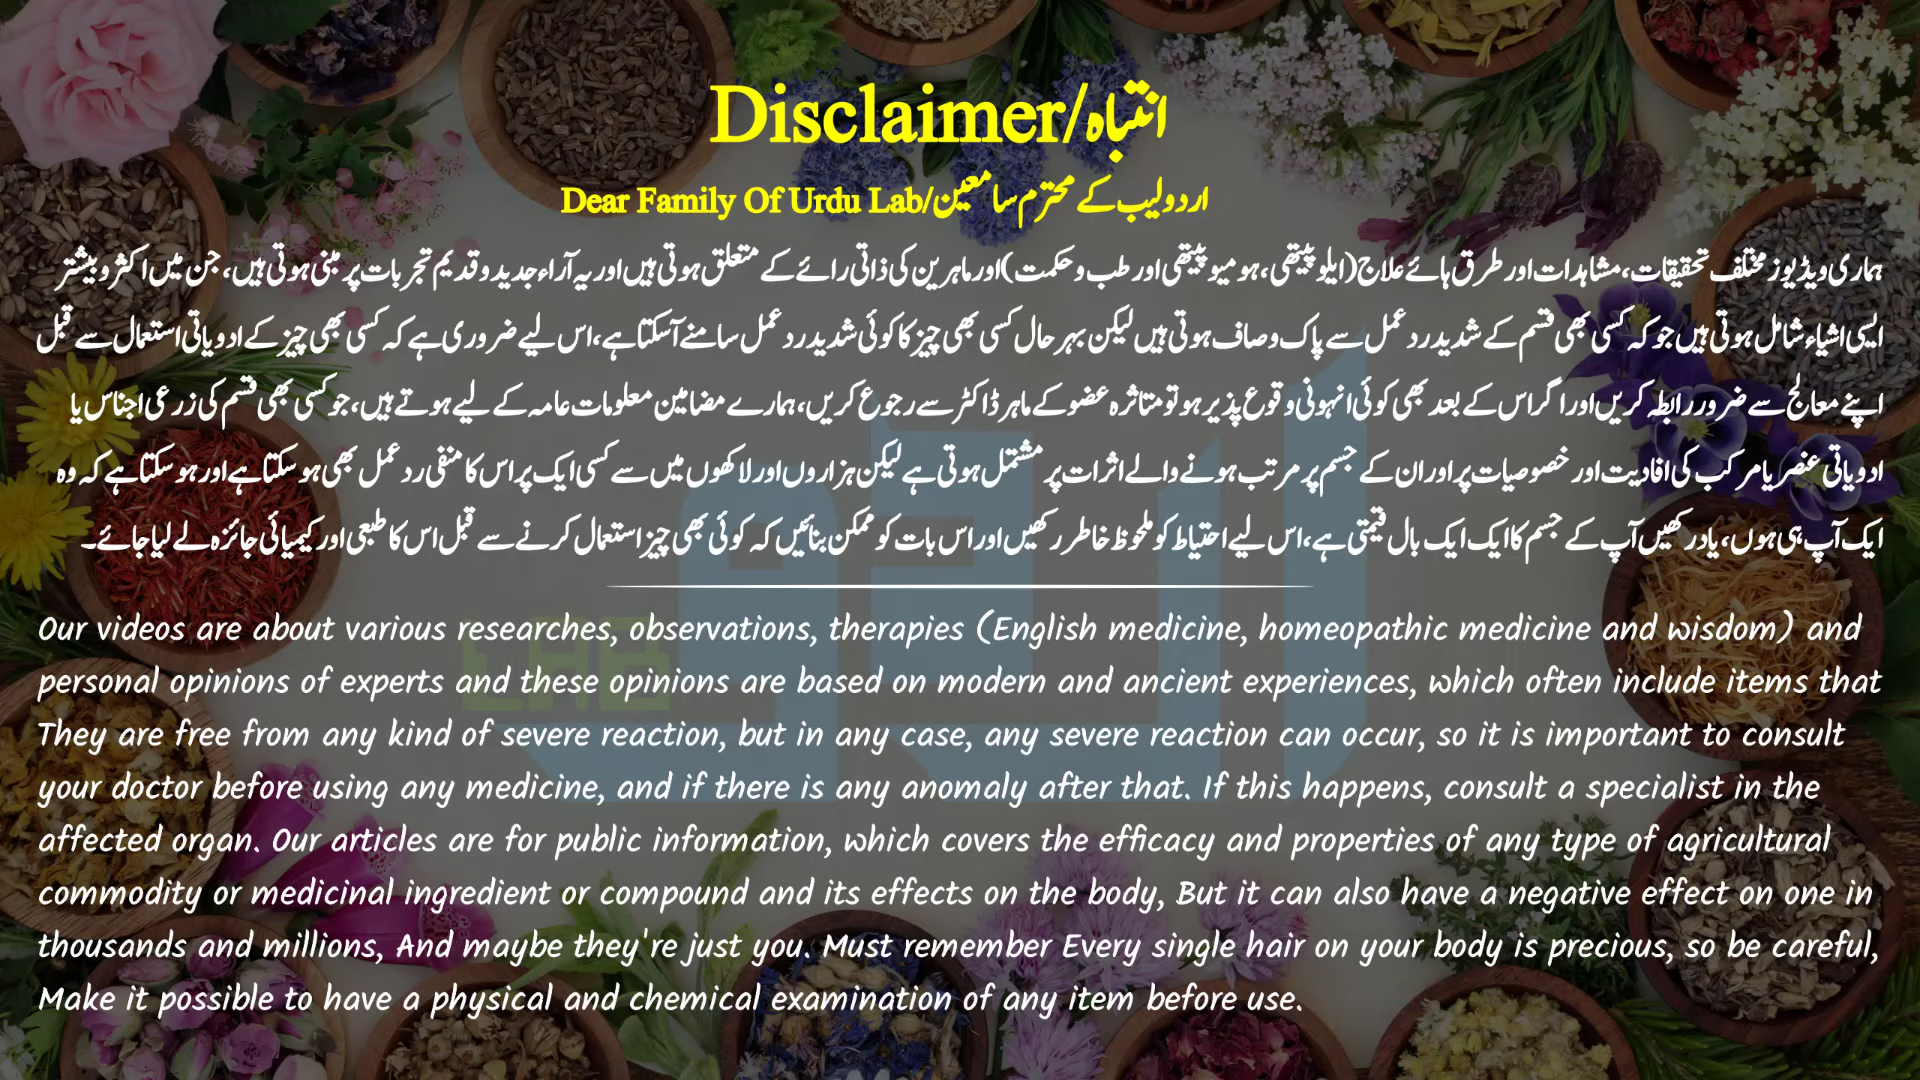 Disclaimer/انتباہ
Dear Family Of Urdu Lab/اردو لیب کے محترم سامعین
ہماری ویڈیوز مختلف تحقیقات، مشاہدات اور طرق ہائے علاج (ایلو پیتھی، ہومیو پیتھی اور طب و حکمت) اور ماہرین کی ذاتی رائے کے متعلق ہوتی ہیں اور یہ آراء جدید و قدیم تجربات پر مبنی ہوتی ہیں، جن میں اکثر و بیشتر
ایسی اشیاء شامل ہوتی ہیں جو کہ کسی بھی قسم کے شدید رد عمل سے پاک و صاف ہوتی ہیں لیکن بہر حال کسی بھی چیز کا کوئی شدید رد عمل سامنے آسکتا ہے، اس لیے ضروری ہے کہ کسی بھی چیز کے ادویاتی استعمال سے قبل
اپنے معالج سے ضرور رابطہ کریں اور اگر اس کے بعد بھی کوئی انہونی وقوع پذیر ہو تو متاثرہ عضو کے ماہر ڈاکٹر سے رجوع کریں، ہمارے مضامین معلومات عامہ کے لیے ہوتے ہیں، جو کسی بھی قسم کی زرعی اجناس یا
ادویاتی عنصر یا مرکب کی افادیت اور خصوصیات پر اور ان کے جسم پر مرتب ہونے والے اثرات پر مشتمل ہوتی ہے لیکن ہزاروں اور لاکھوں میں سے کسی ایک پر اس کا منفی رد عمل بھی ہو سکتا ہے اور ہو سکتا ہے کہ وہ
ایک آپ ہی ہوں، یاد رکھیں آپ کے جسم کا ایک ایک بال قیمتی ہے، اس لیے احتیاط کو ملحوظ خاطر رکھیں اور اس بات کو ممکن بنائیں کہ کوئی بھی چیز استعمال کرنے سے قبل اس کا طبعی اور کیمیائی جائزہ لے لیا جائے۔
Our videos are about various researches, observations, therapies (English medicine, homeopathic medicine and wisdom) and
personal opinions of experts and these opinions are based on modern and ancient experiences, which often include items that
They are free from any kind of severe reaction, but in any case, any severe reaction can occur, so it is important to consult
your doctor before using any medicine, and if there is any anomaly after that. If this happens, consult a specialist in the
affected organ. Our articles are for public information, which covers the efficacy and properties of any type of agricultural
commodity or medicinal ingredient or compound and its effects on the body, But it can also have a negative effect on one in
thousands and millions, And maybe they're just you. Must remember Every single hair on your body is precious, so be careful,
Make it possible to have a physical and chemical examination of any item before use.
اردو
LAB